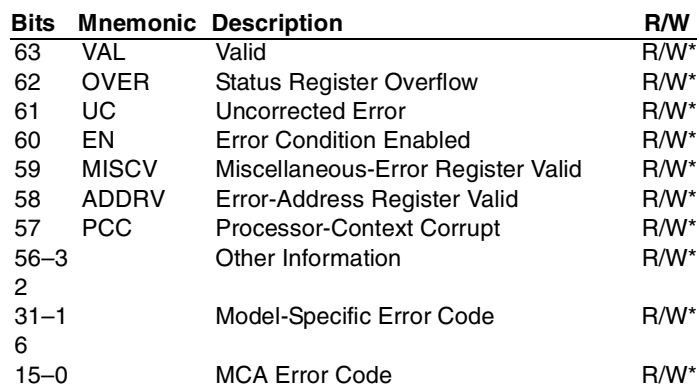 Bits Mnemonic Description R/W
63 VAL Valid R/W*
62 OVER Status Register Overflow R/W*
61 UC Uncorrected Error R/W*
60 EN Error Condition Enabled R/W*
59 MISCV Miscellaneous-Error Register Valid R/W*
58 ADDRV Error-Address Register Valid R/W*
57 PCC Processor-Context Corrupt R/W*
56–3 Other Information R/W*
2
31–1 Model-Specific Error Code R/W*
6
15–0 MCA Error Code R/W*